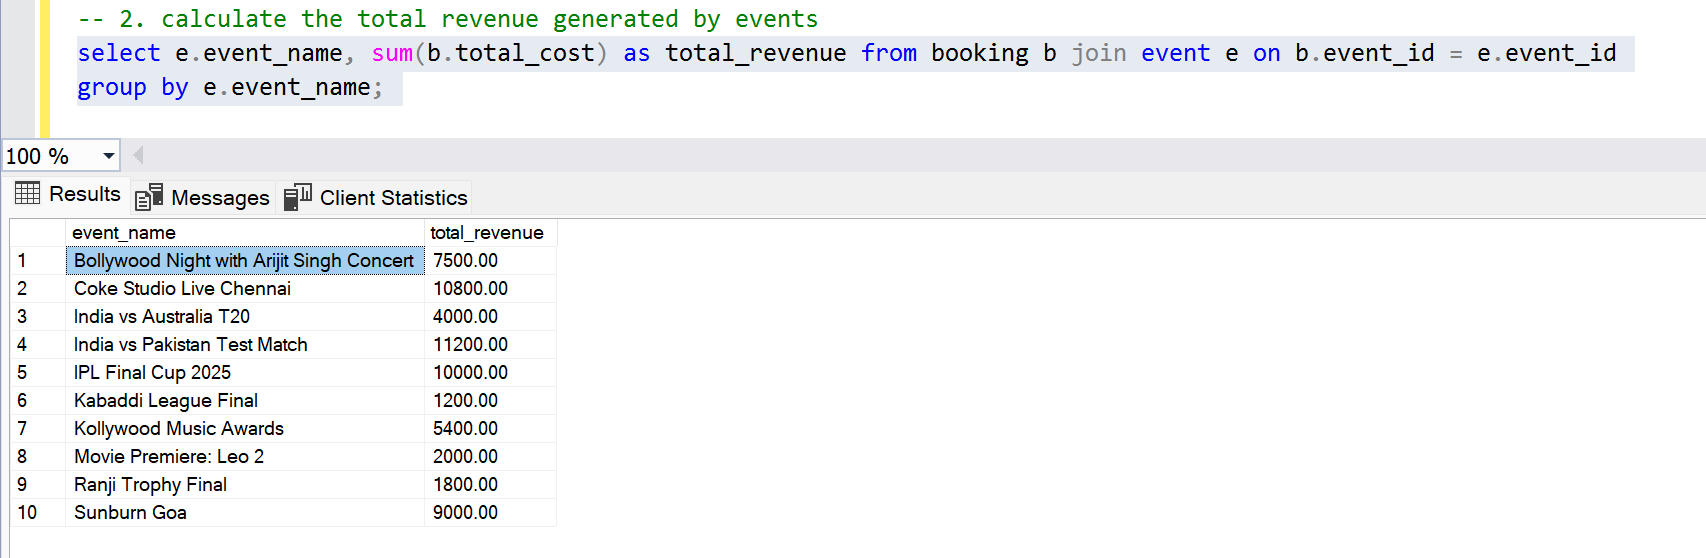 -- 2. calculate the total revenue generated by events
select e.event_name, sum(b.total_cost) as total_revenue from booking b join event e on b.event_id = e.event_id
group by e.event_name;
100 %
Results Messages Client Statistics
event_name total_revenue
1 Bollywood Night with Arijit Singh Concert 7500.00
2 Coke Studio Live Chennai 10800.00
3 India vs Australia T20 4000.00
4 India vs Pakistan Test Match 11200.00
5 IPL Final Cup 2025 10000.00
6 Kabaddi League Final 1200.00
7 Kollywood Music Awards 5400.00
8 Movie Premiere: Leo 2 2000.00
9 Ranji Trophy Final 1800.00
10 Sunburn Goa 9000.00